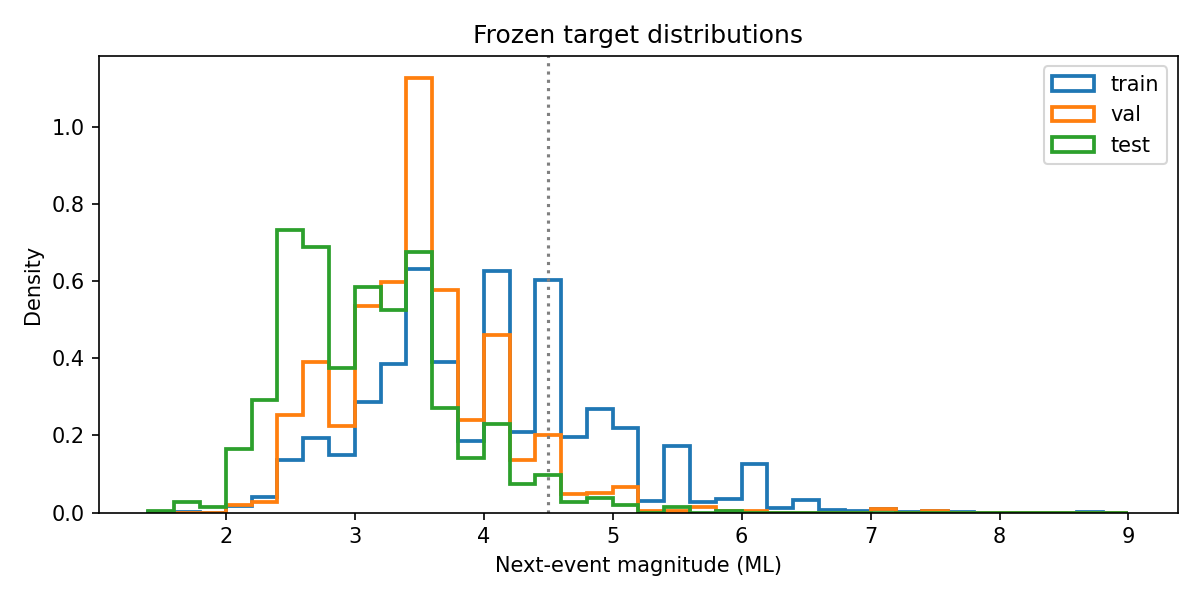 Frozen target distributions
train
val
test
1.0
0.8
0.6
0.4
0.2
0.0
Density
2 3 4 5 6 7 8 9
Next-event magnitude (ML)